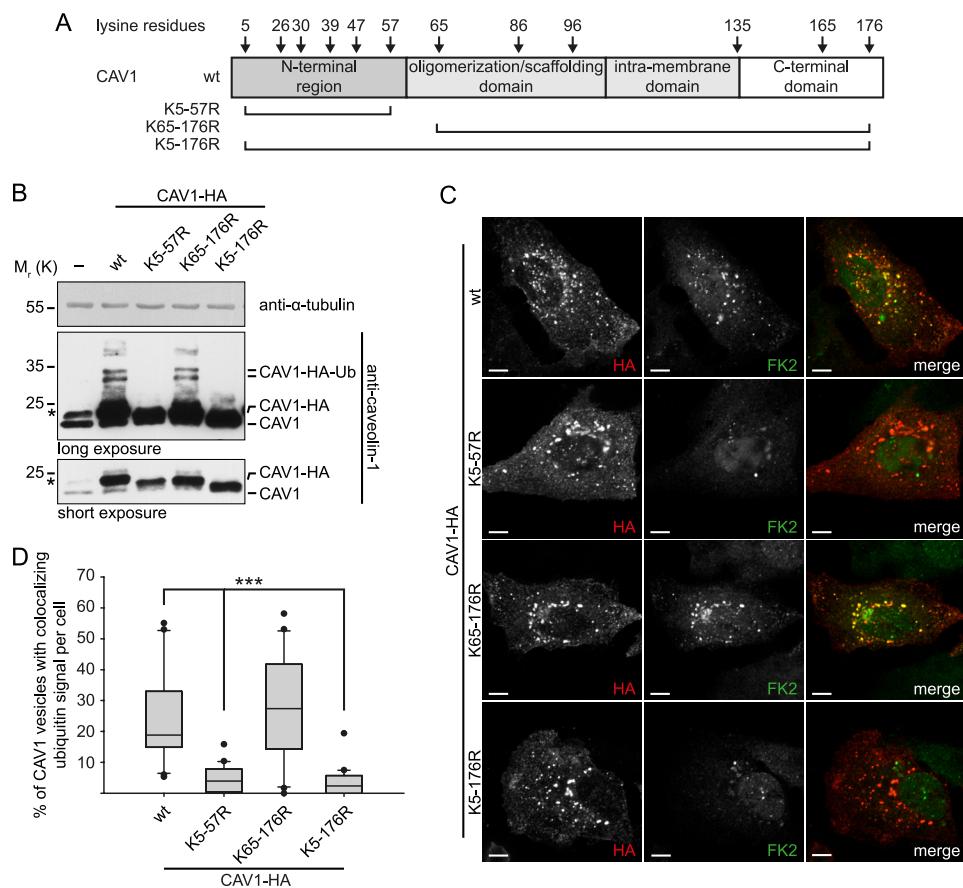 A
lysine residues 5 26 30 39 47 57 65 86 96 135 165 176
CAV1 wt N-terminal region oligomerization/scaffolding domain intra-membrane domain C-terminal domain
K5-57R
K65-176R
K5-176R
B
CAV1-HA
Mr (K) – wt K5-57R K65-176R K5-176R
55 anti-α-tubulin
35 CAV1-HA-Ub
25 CAV1-HA
* CAV1
long exposure
25 CAV1-HA
* CAV1
short exposure
anti-caveolin-1
C
CAV1-HA
wt HA FK2 merge
K5-57R HA FK2 merge
K65-176R HA FK2 merge
K5-176R HA FK2 merge
D
% of CAV1 vesicles with colocalizing
ubiquitin signal per cell
70
60
50
40
30
20
10
***
wt K5-57R K65-176R K5-176R
CAV1-HA